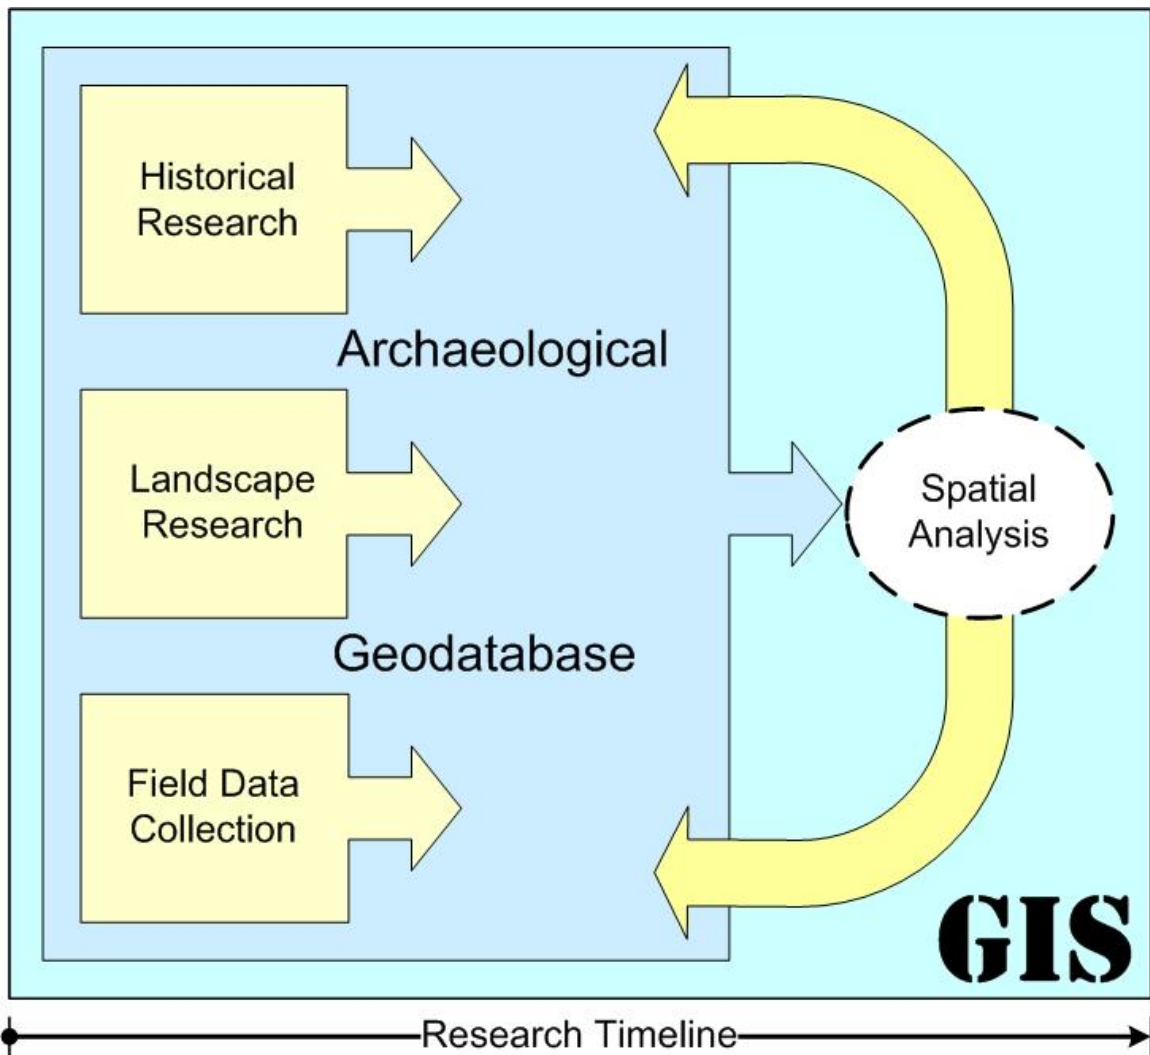 Historical
Research
Archaeological
Landscape
Research
Spatial
Analysis
Geodatabase
Field Data
Collection
GIS
Research Timeline